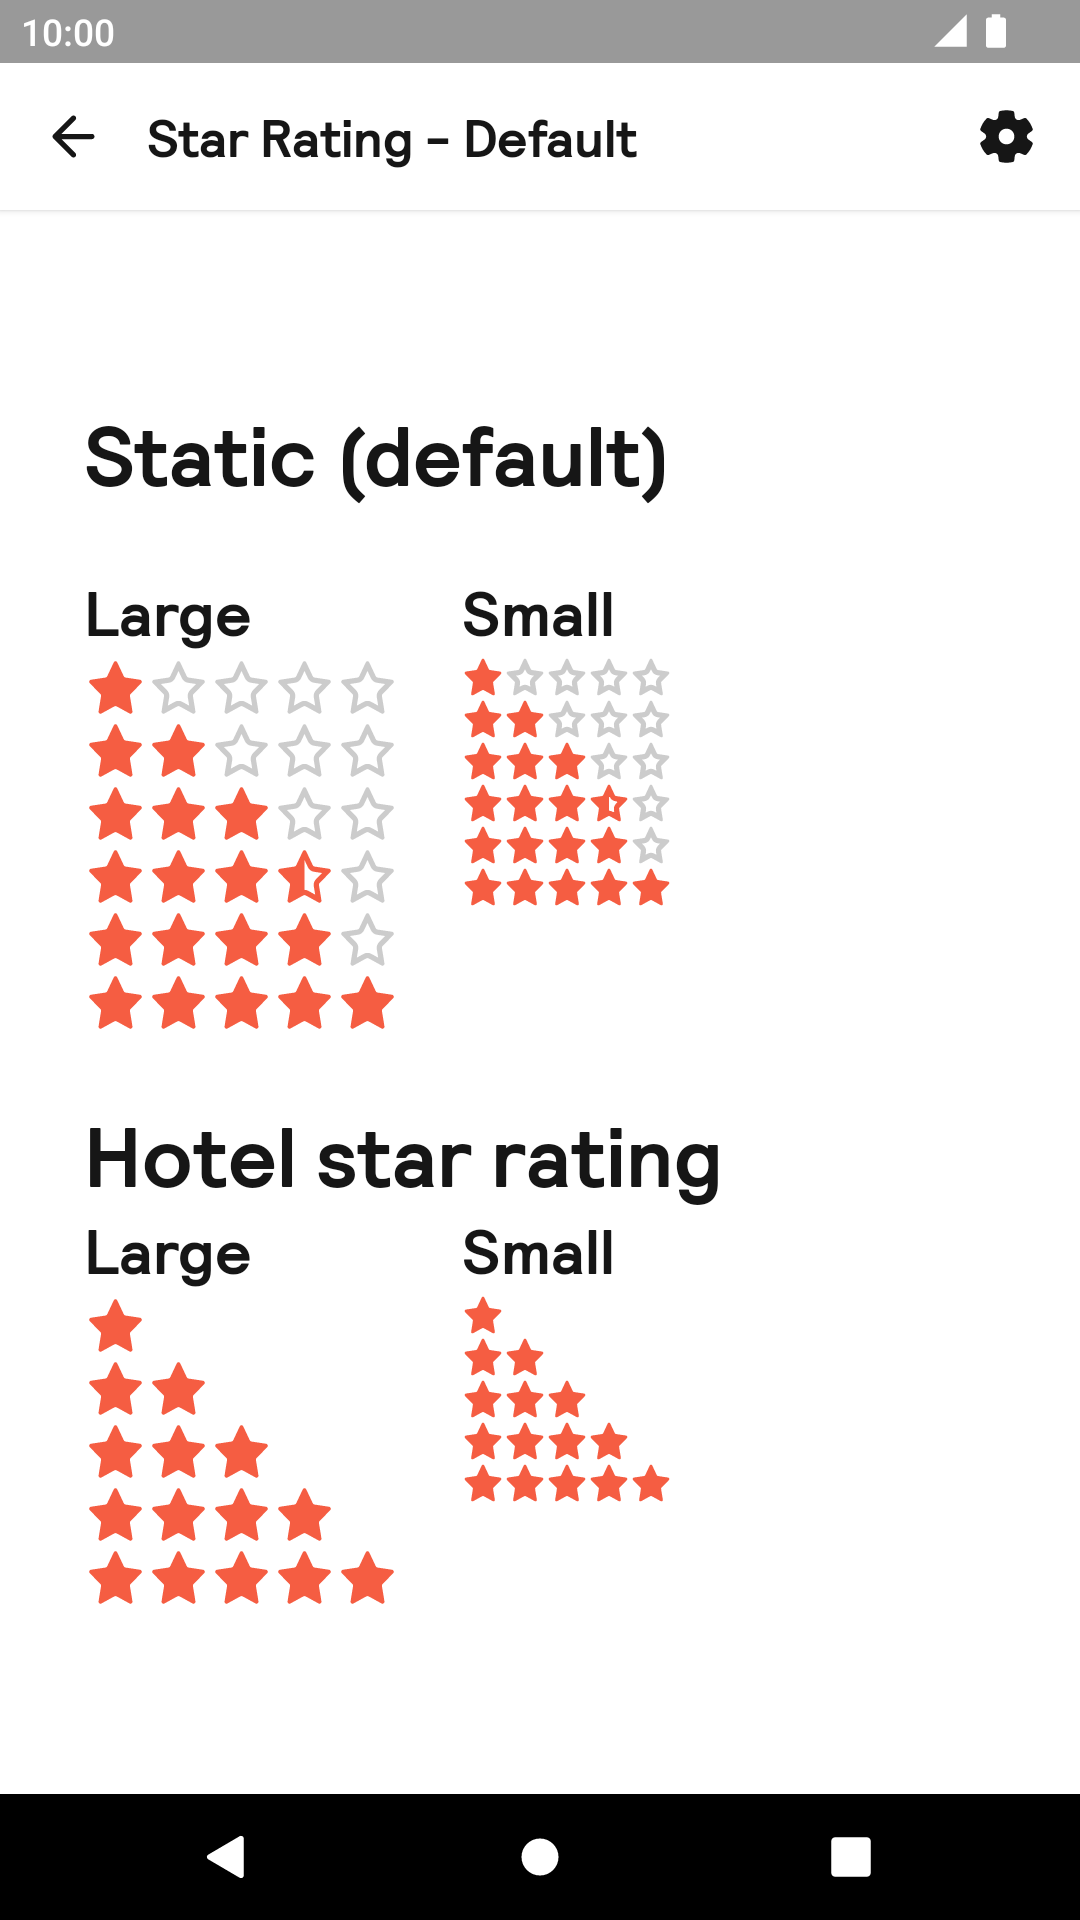 10:00
Star Rating - Default
Static (default)
Large
Small
Hotel star rating
Large
Small